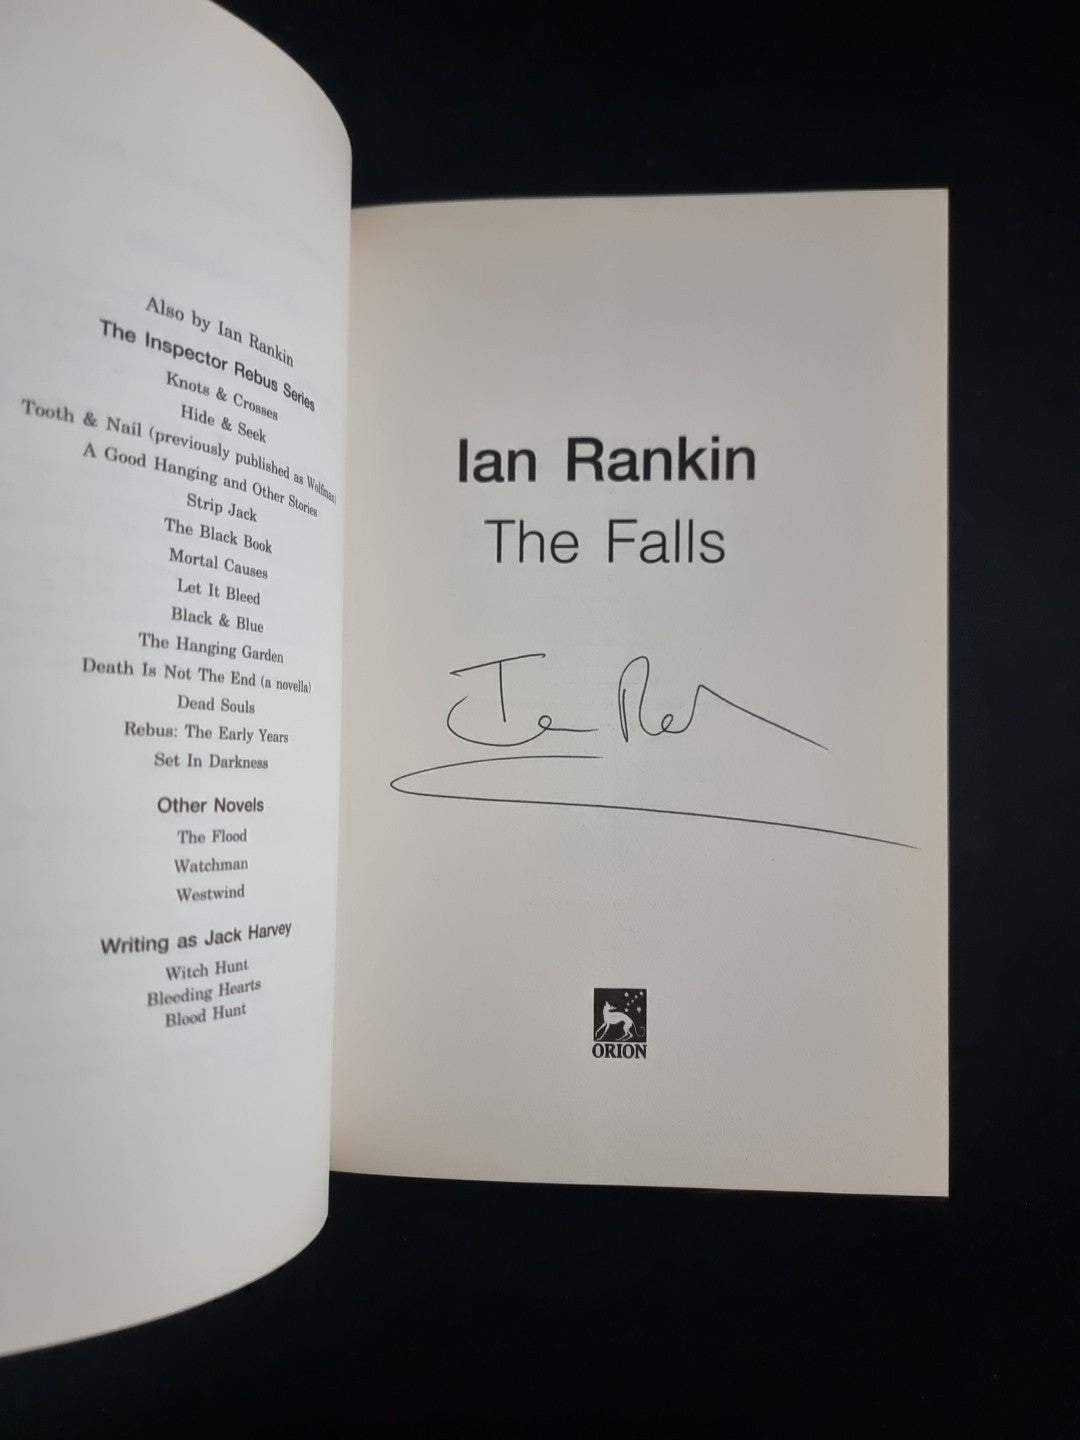 Also by Ian Rankin
The Inspector Rebus Series
Knots & Crosses
Hide & Seek
Tooth & Nail (previously published as Wolfman)
A Good Hanging and Other Stories
Strip Jack
The Black Book
Mortal Causes
Let It Bleed
Black & Blue
The Hanging Garden
Death Is Not The End (a novella)
Dead Souls
Rebus: The Early Years
Set In Darkness
Other Novels
The Flood
Watchman
Westwind
Writing as Jack Harvey
Witch Hunt
Bleeding Hearts
Blood Hunt
Ian Rankin
The Falls
ORION